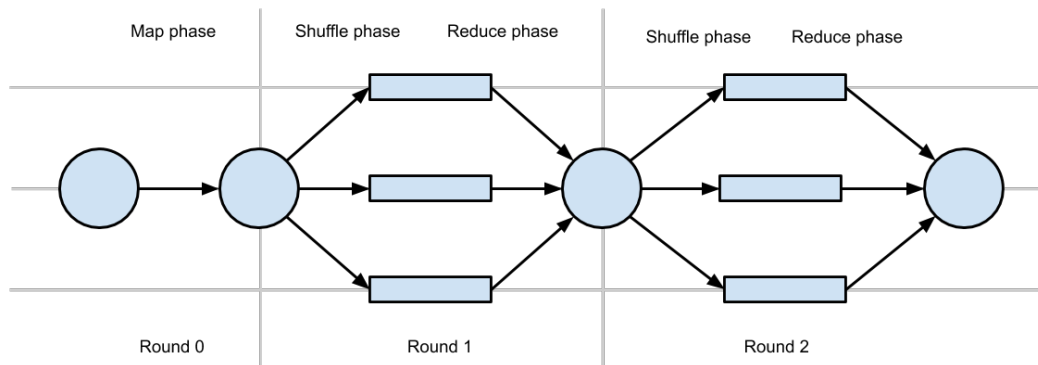 Map phase
Shuffle phase
Reduce phase
Shuffle phase
Reduce phase
Round 0
Round 1
Round 2